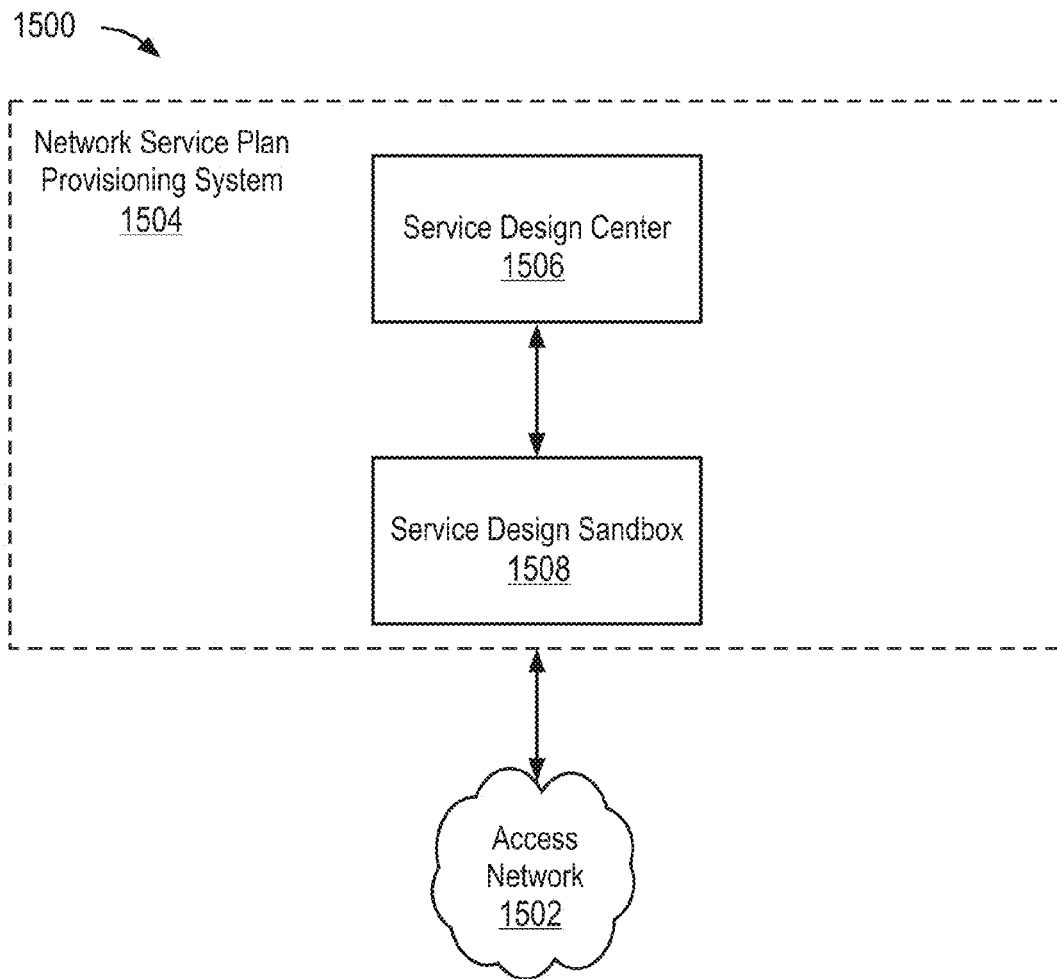 1500
Network Service Plan
Provisioning System
1504
Service Design Center
1506
Service Design Sandbox
1508
Access
Network
1502